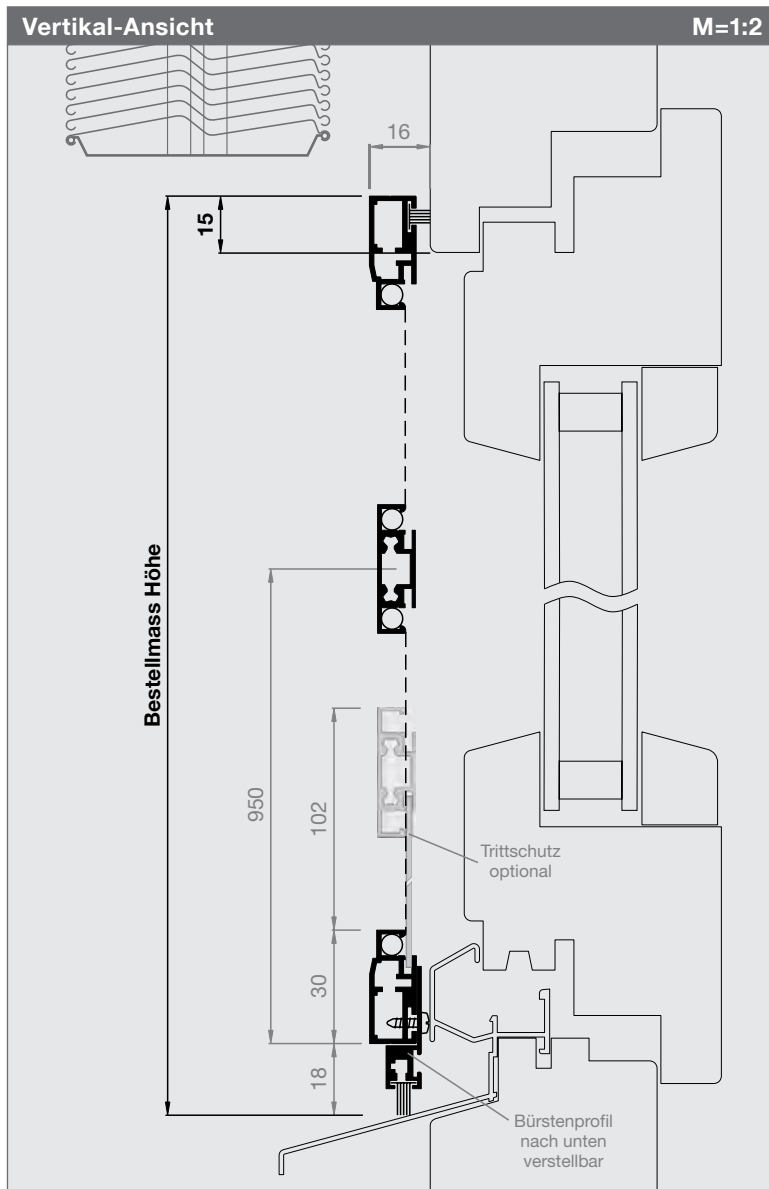 Vertikal-Ansicht M=1:2
16
15
Bestellmass Höhe
950
102
Trittschutz
optional
30
18
Bürstenprofil
nach unten
verstellbar